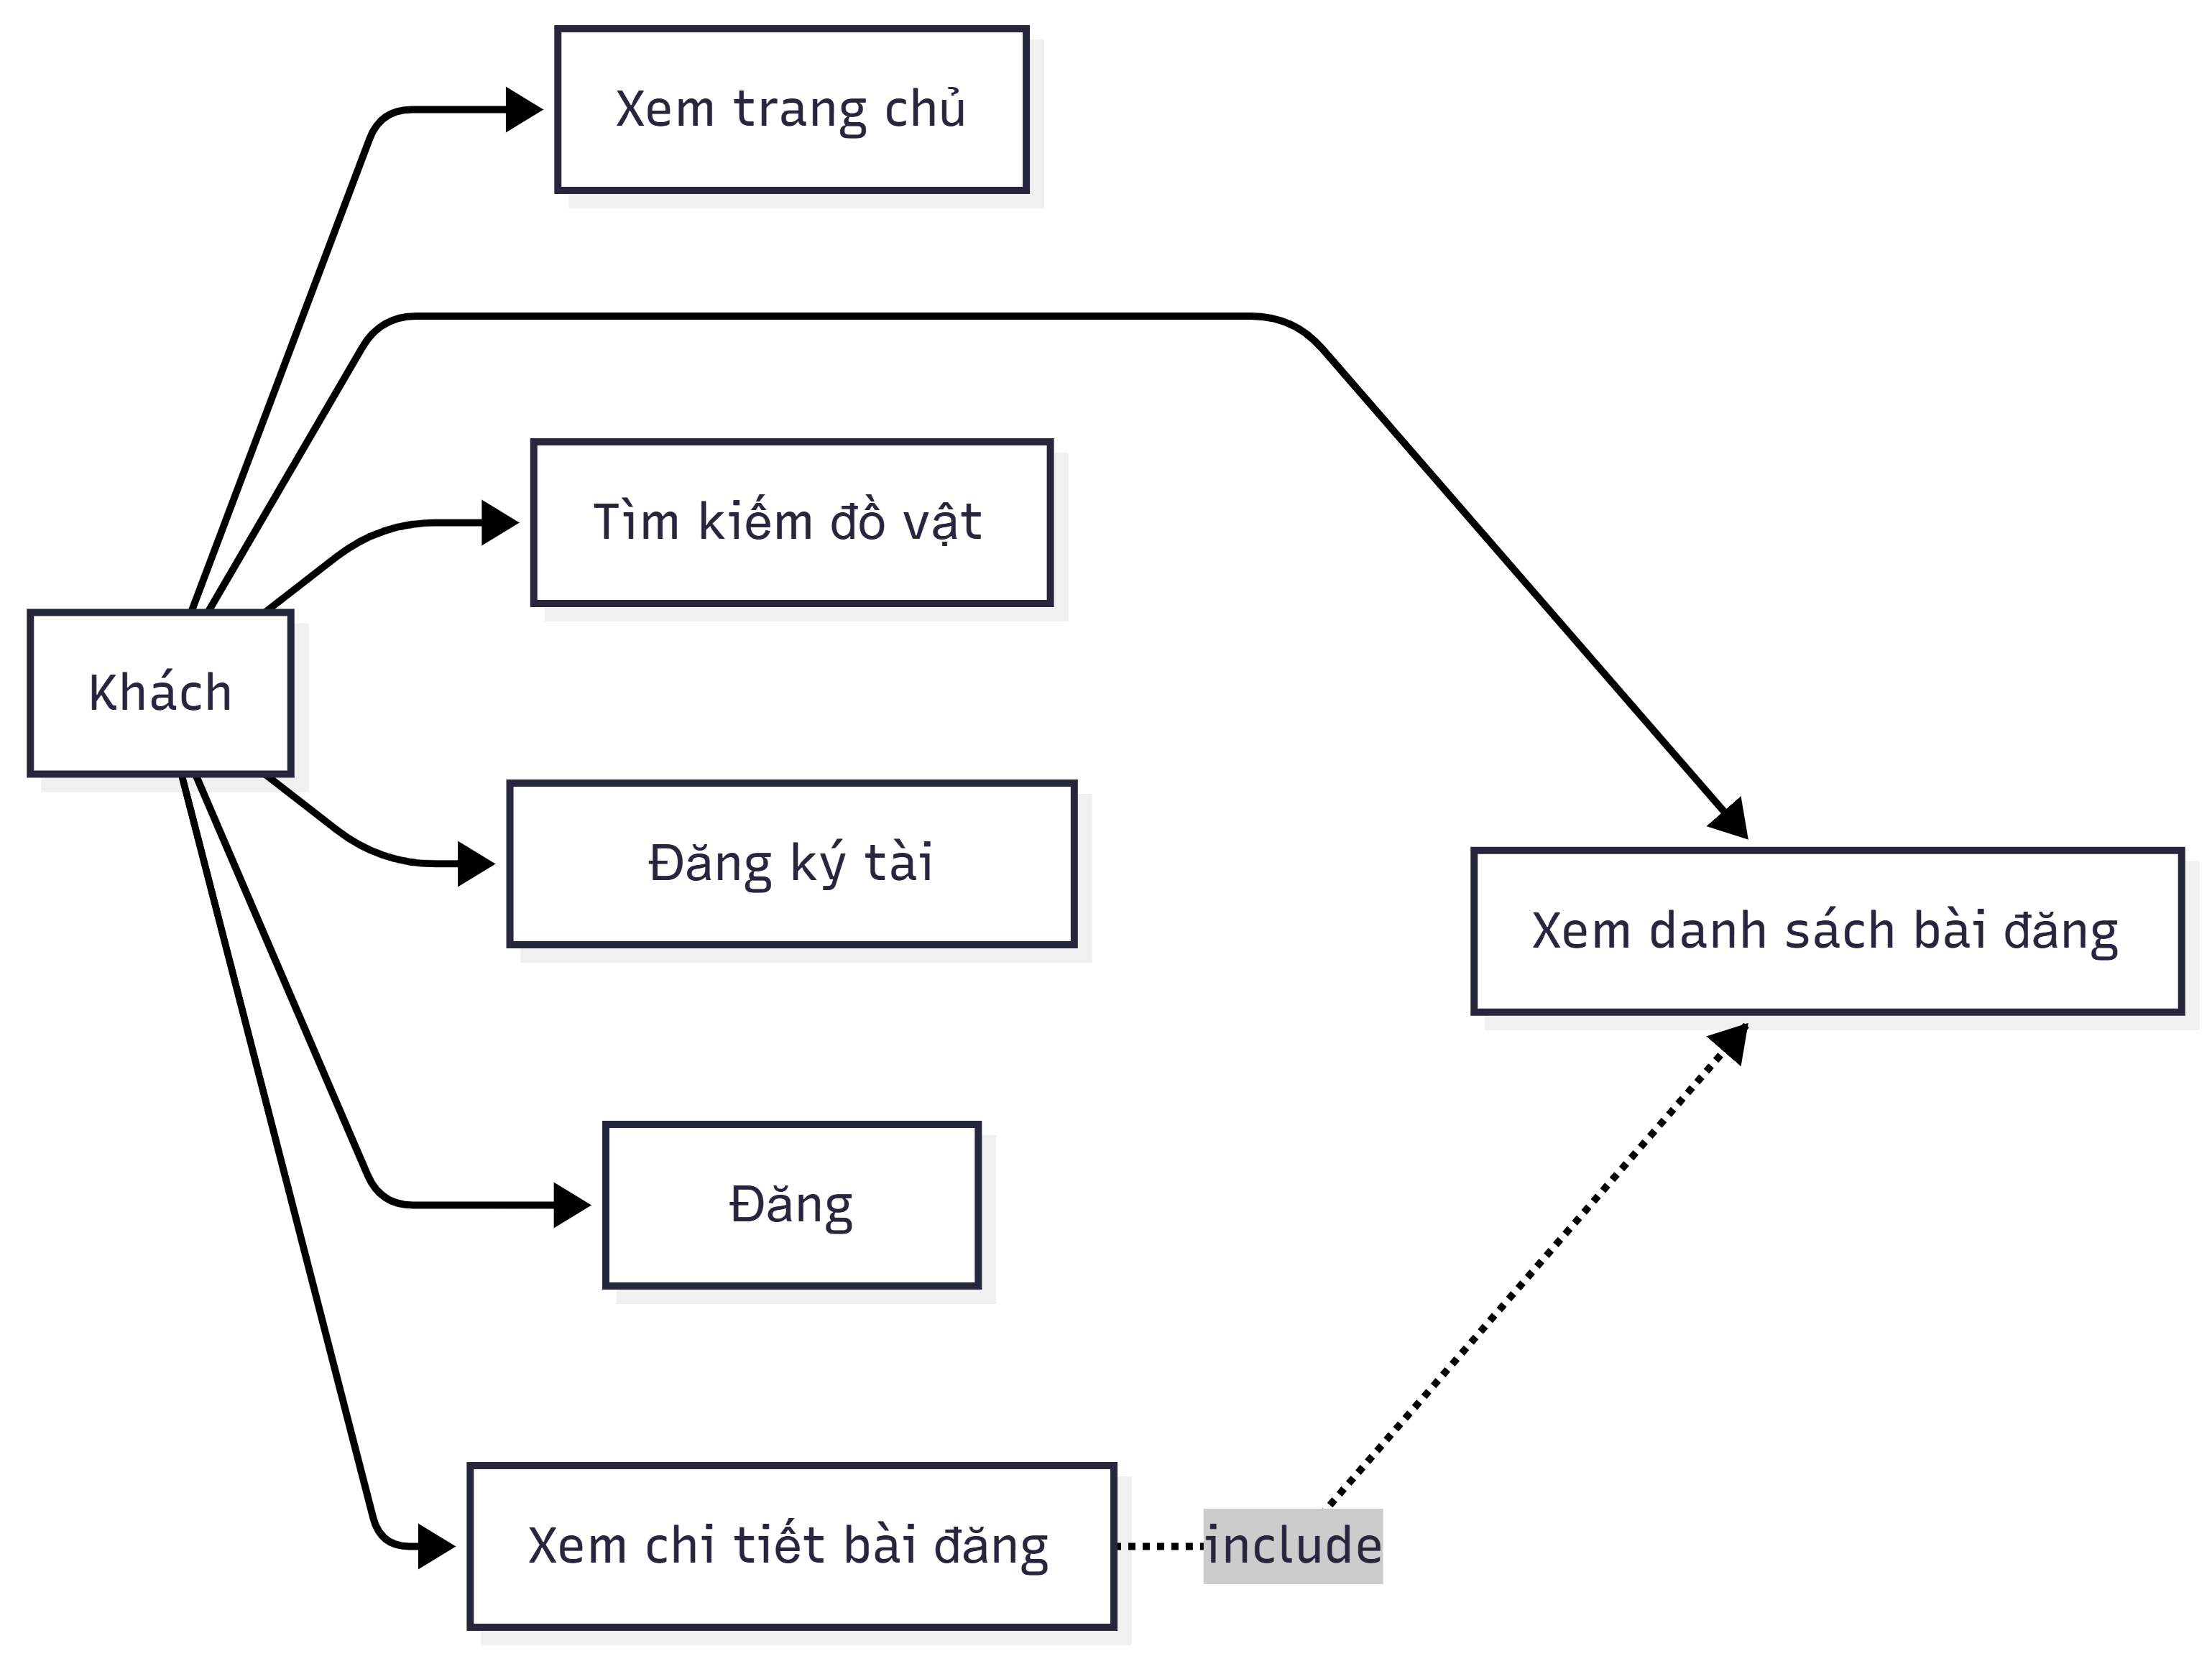 Xem trang chủ
Tìm kiếm đồ vật
Khách
Đăng ký tài
Xem danh sách bài đăng
Đăng
Xem chi tiết bài đăng
include